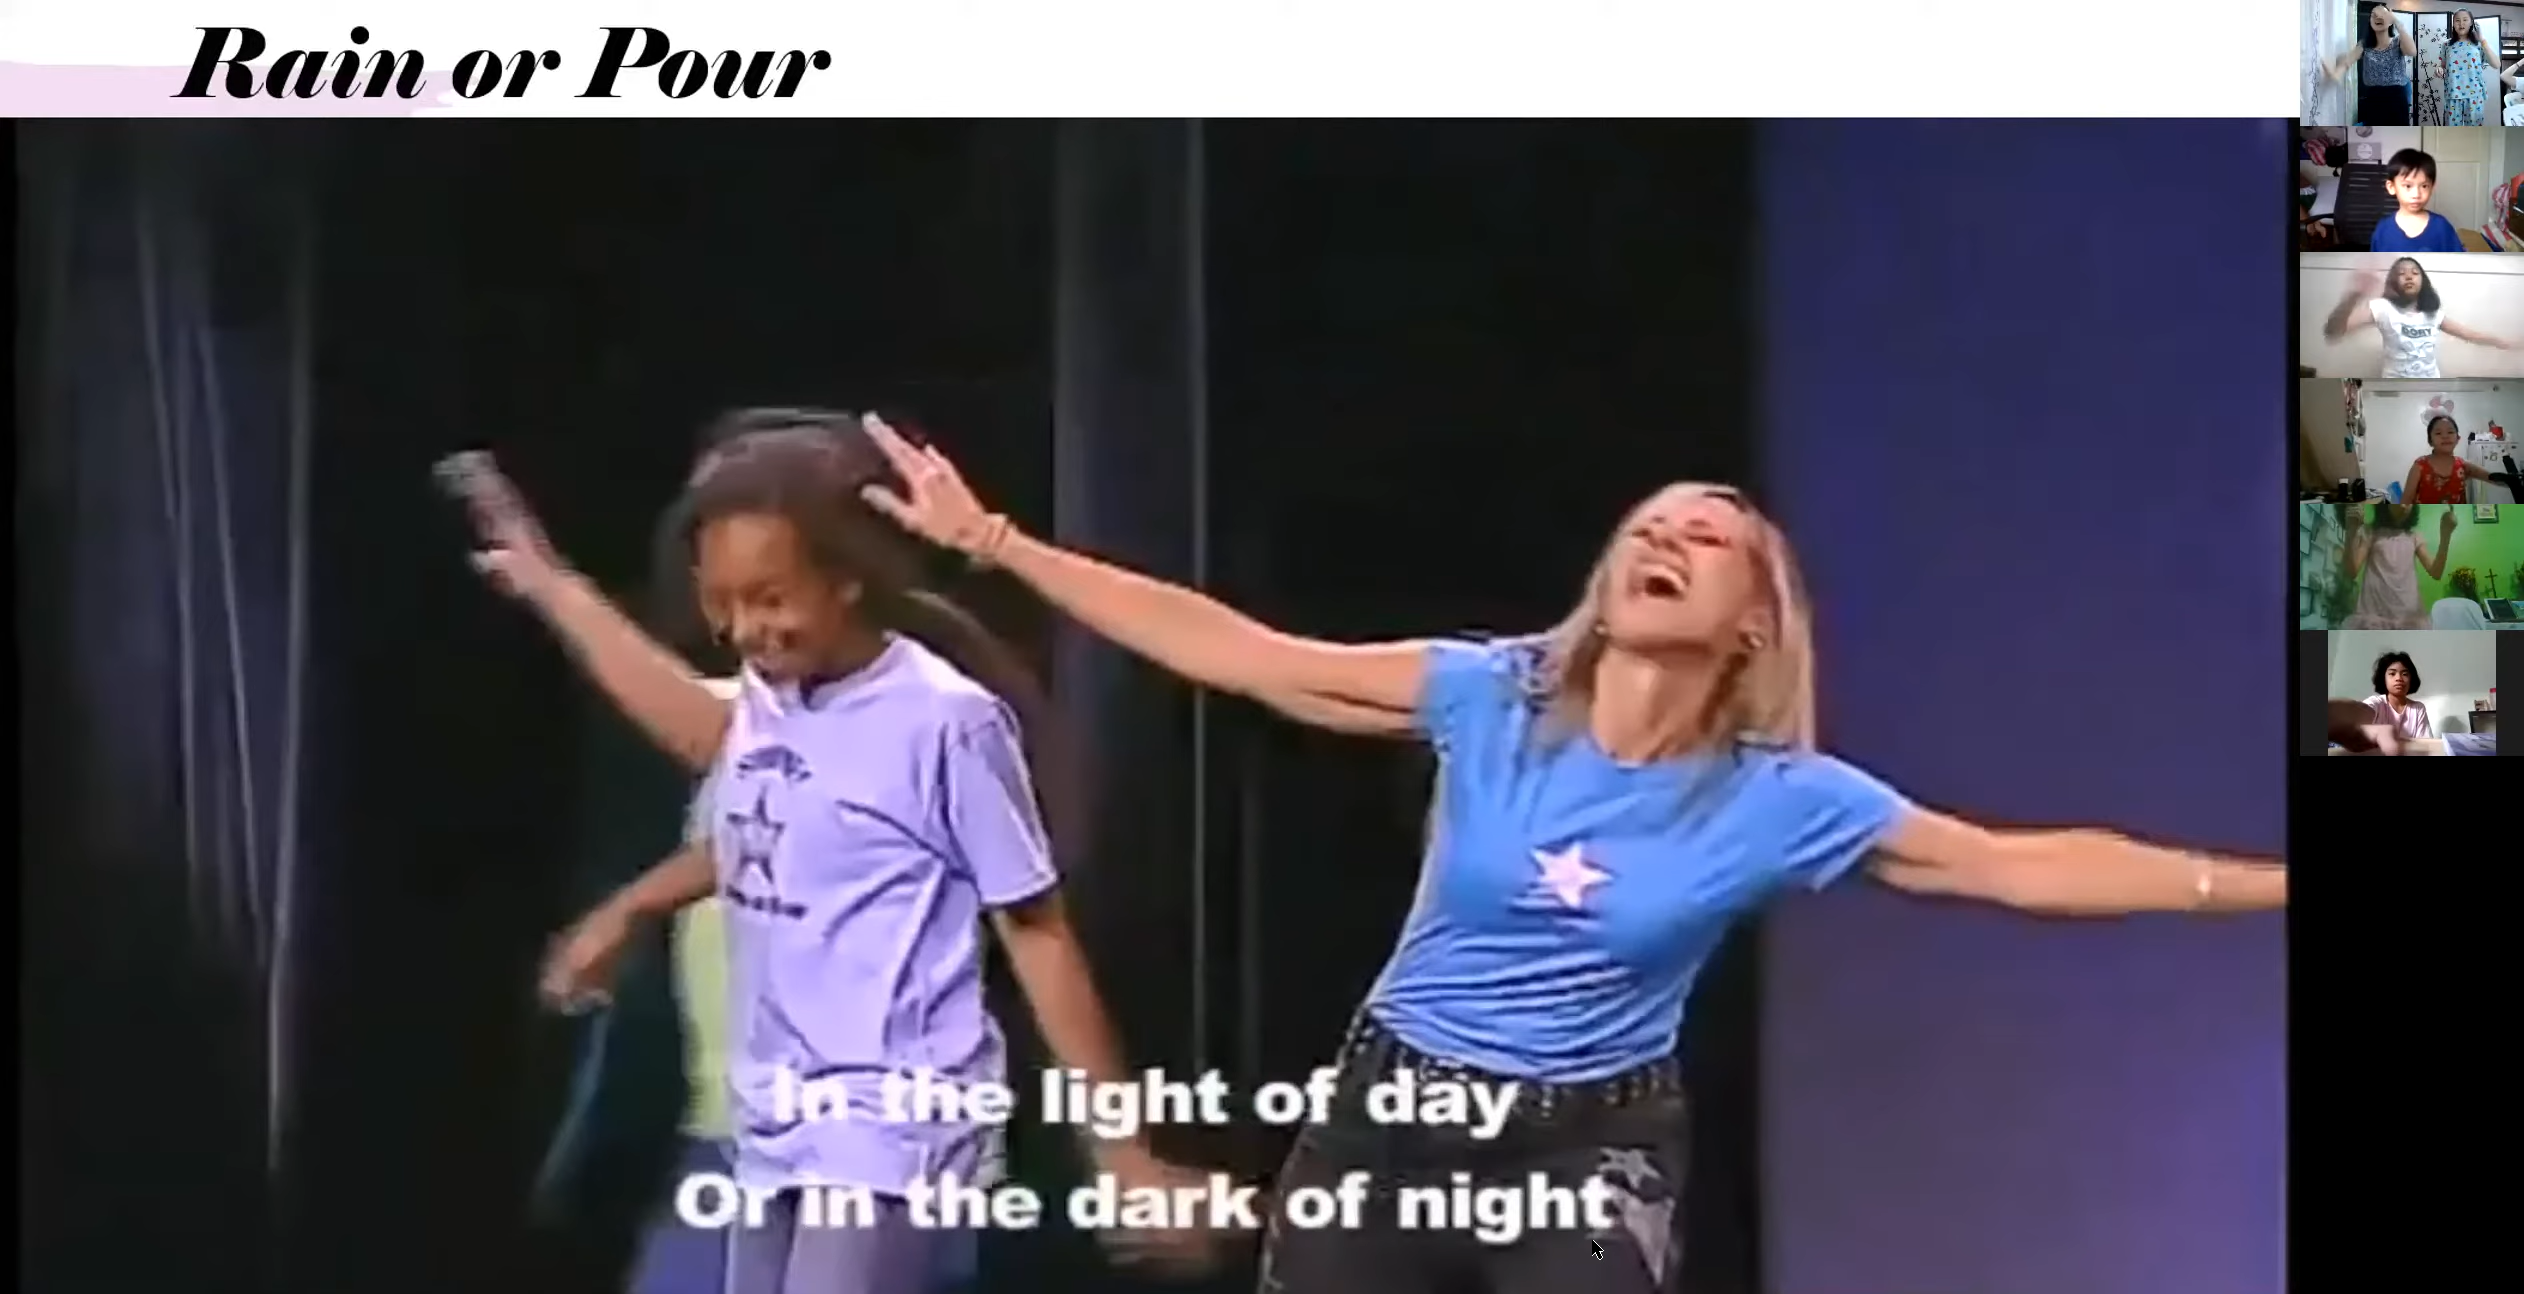 Rain or Pour
In the light of day
Or in the dark of night